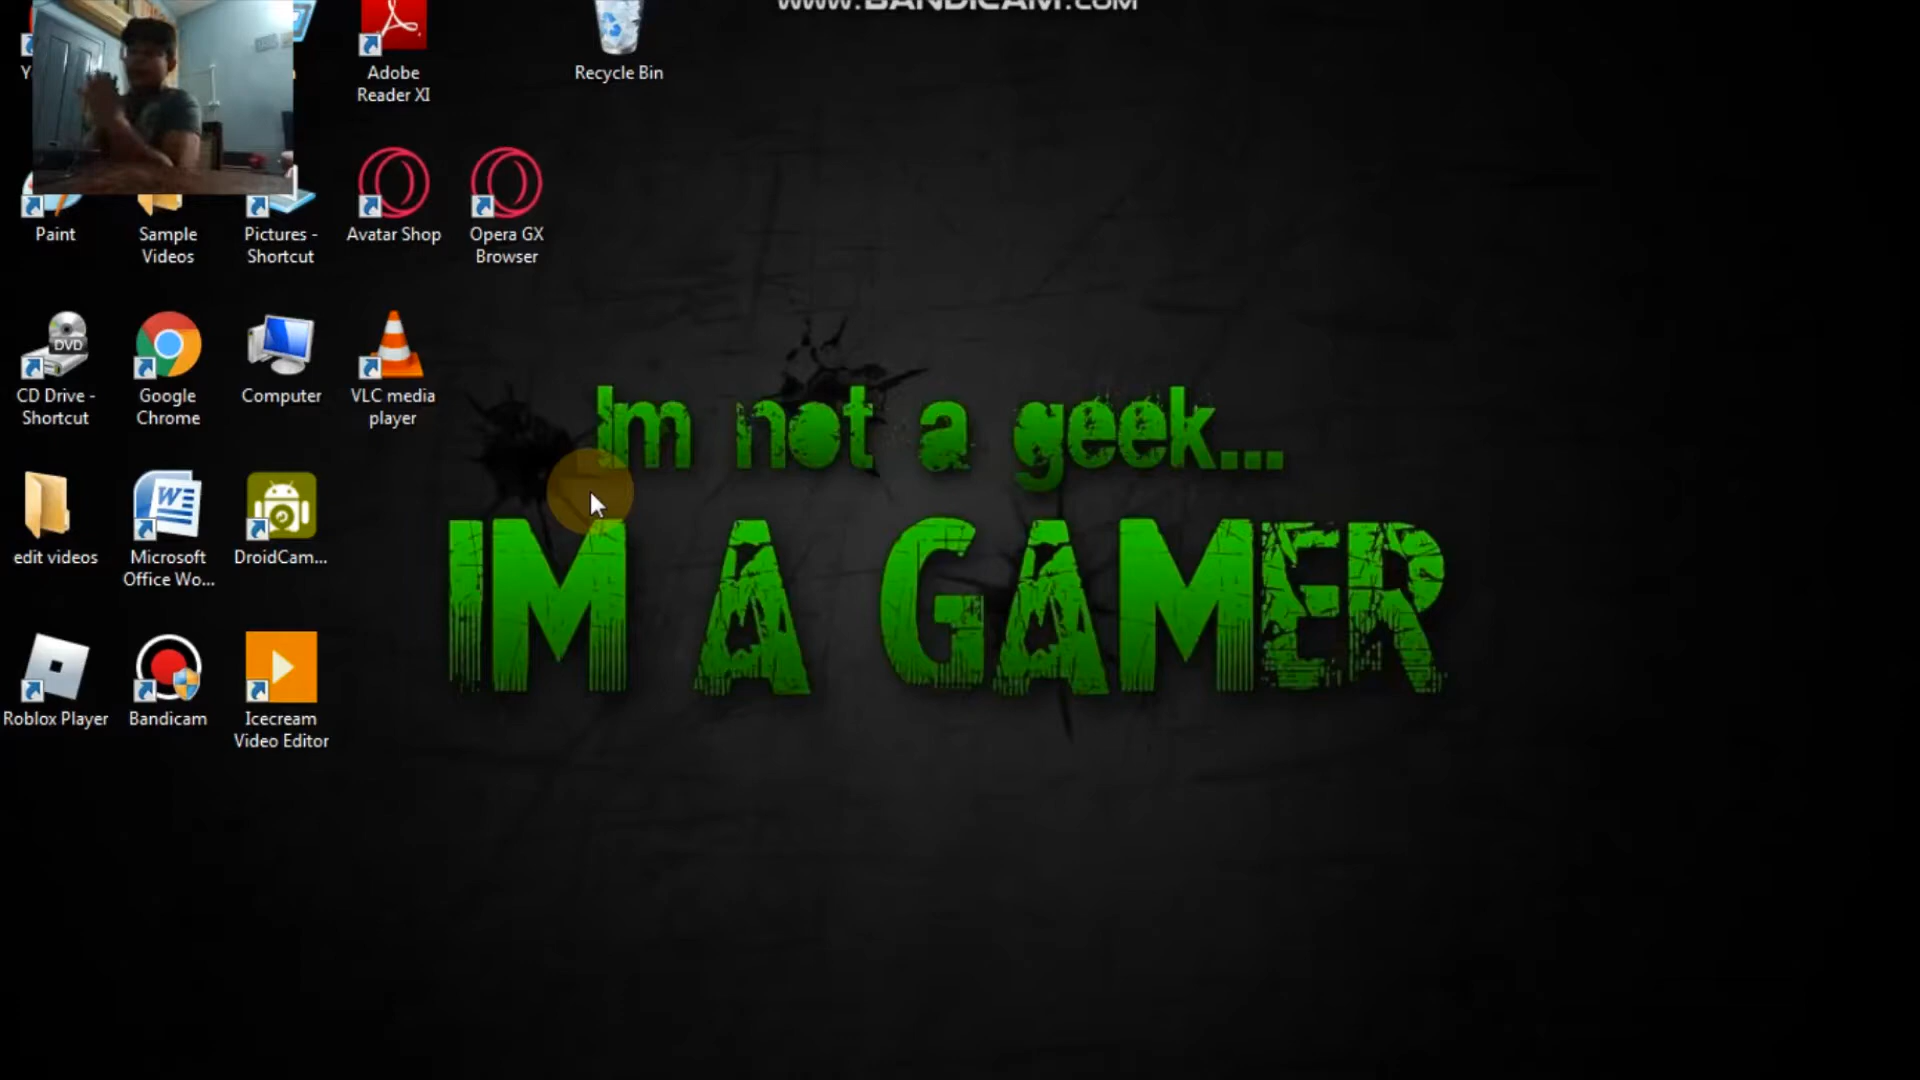 www.BANDICAM.com
Adobe
Reader XI
Recycle Bin
Paint
Sample
Videos
Pictures -
Shortcut
Avatar Shop
Opera GX
Browser
DVD
CD Drive -
Shortcut
Google
Chrome
Computer
VLC media
player
Im not a geek...
IM A GAMER
edit videos
W
Microsoft
Office Wo...
DroidCam...
Roblox Player
Bandicam
Icecream
Video Editor